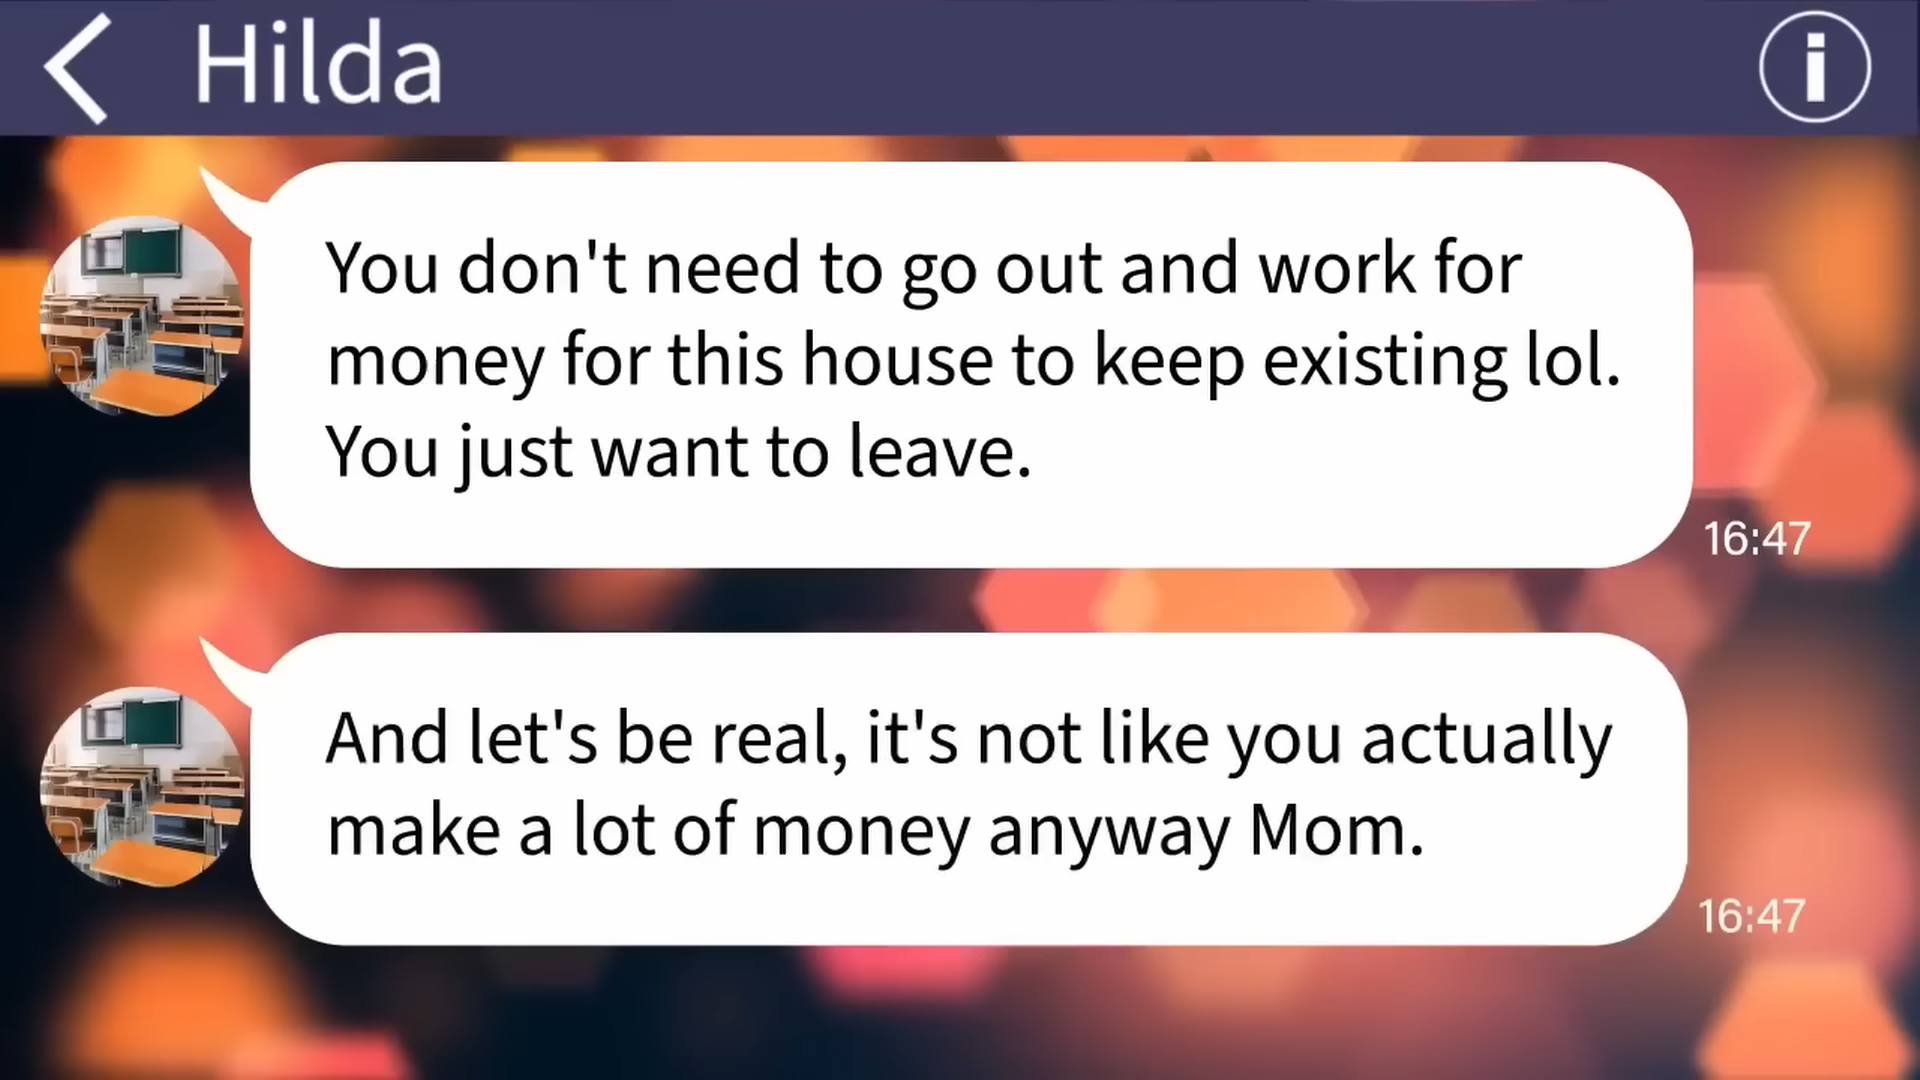 Hilda
You don't need to go out and work for
money for this house to keep existing lol.
You just want to leave.
16:47
And let's be real, it's not like you actually
make a lot of money anyway Mom.
16:47